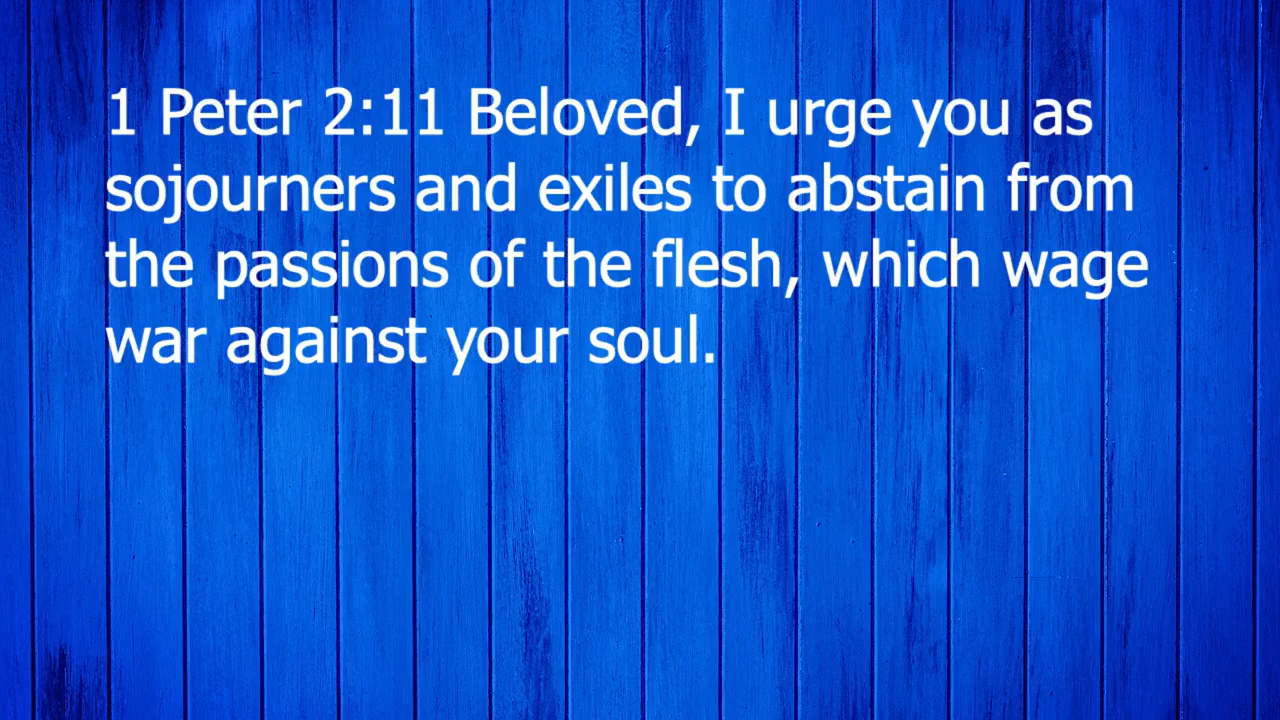 1 Peter 2:11 Beloved, I urge you as
sojourners and exiles to abstain from
the passions of the flesh, which wage
war against your soul.